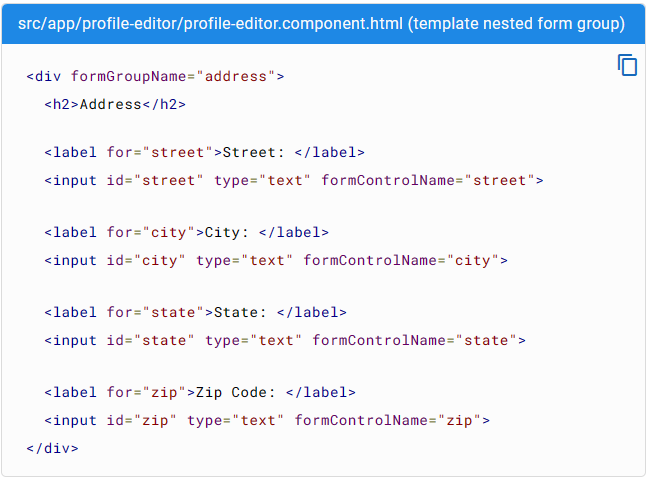 src/app/profile-editor/profile-editor.component.html (template nested form group)
<div formGroupName="address">
<h2>Address</h2>
<label for="street">Street: </label>
<input id="street" type="text" formControlName="street">
<label for="city">City: </label>
<input id="city" type="text" formControlName="city">
<label for="state">State: </label>
<input id="state" type="text" formControlName="state">
<label for="zip">Zip Code: </label>
<input id="zip" type="text" formControlName="zip">
</div>